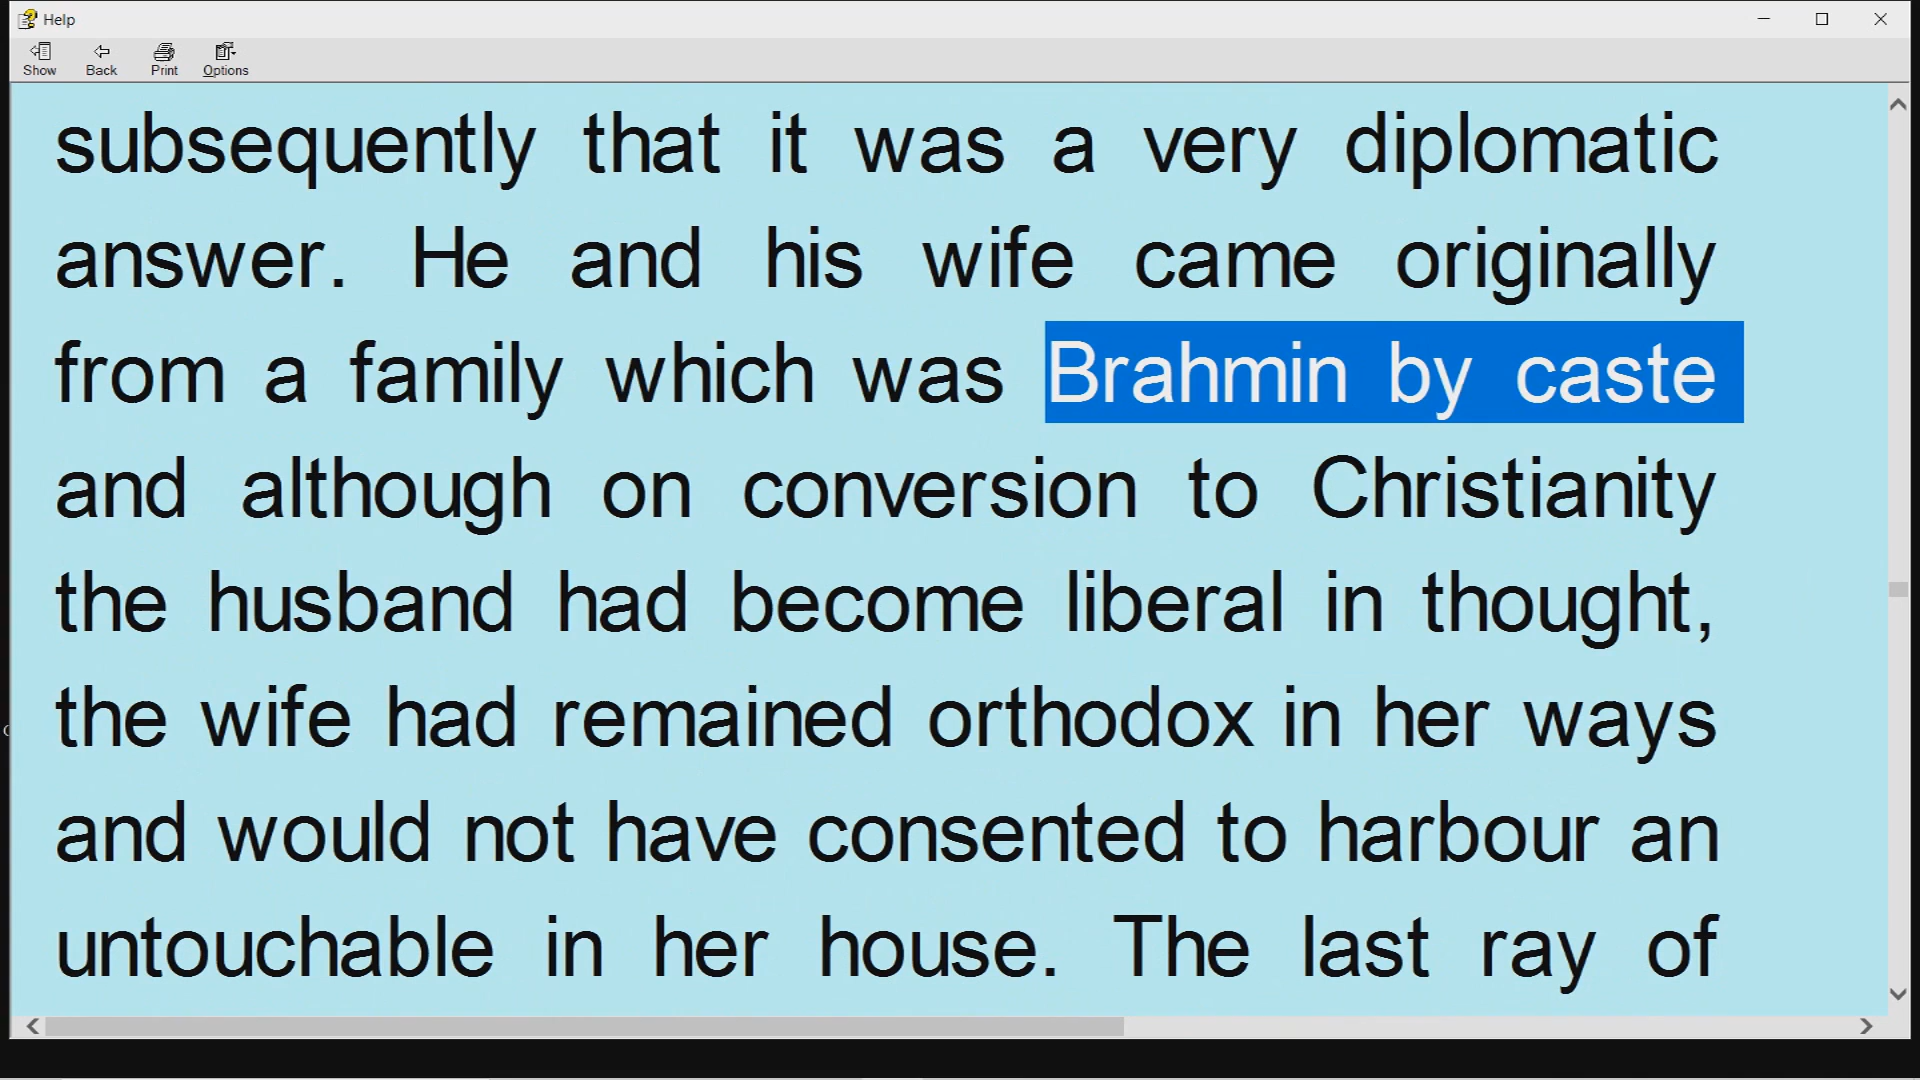 Help
Show Back Print Options
subsequently that it was a very diplomatic
answer. He and his wife came originally
from a family which was Brahmin by caste
and although on conversion to Christianity
the husband had become liberal in thought,
the wife had remained orthodox in her ways
and would not have consented to harbour an
untouchable in her house. The last ray of